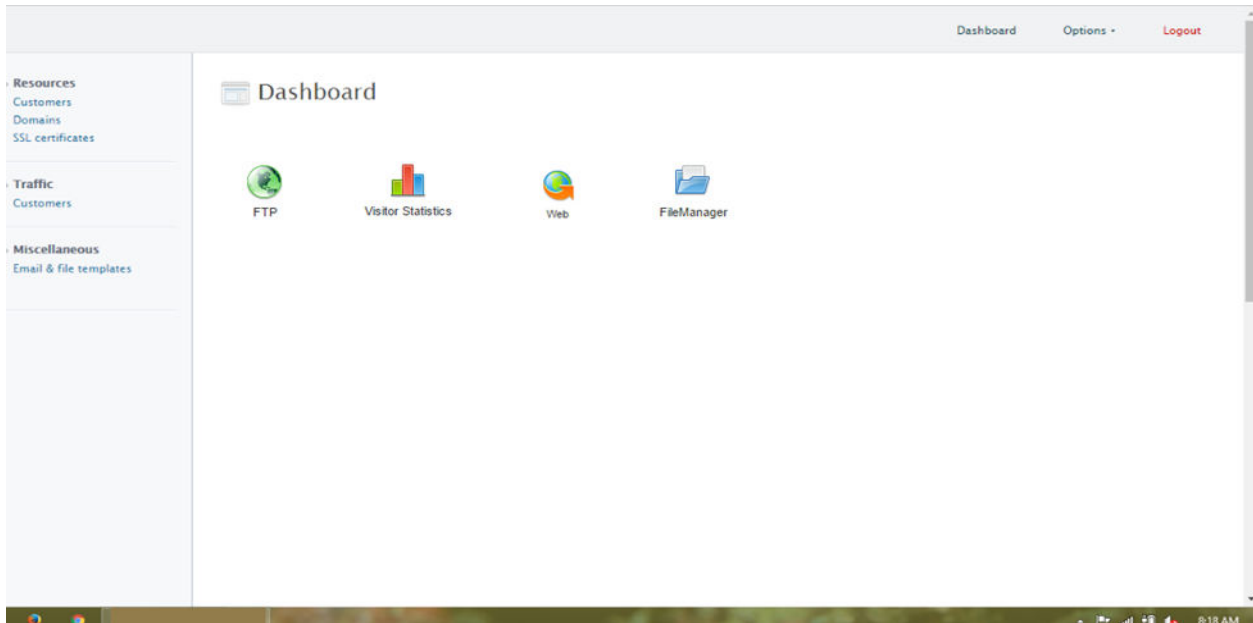 Dashboard
Options
Logout
Resources
Customers
Domains
SSL certificates
Traffic
Customers
Miscellaneous
Email & file templates
Dashboard
FTP
Visitor Statistics
Web
FileManager
8:18 AM